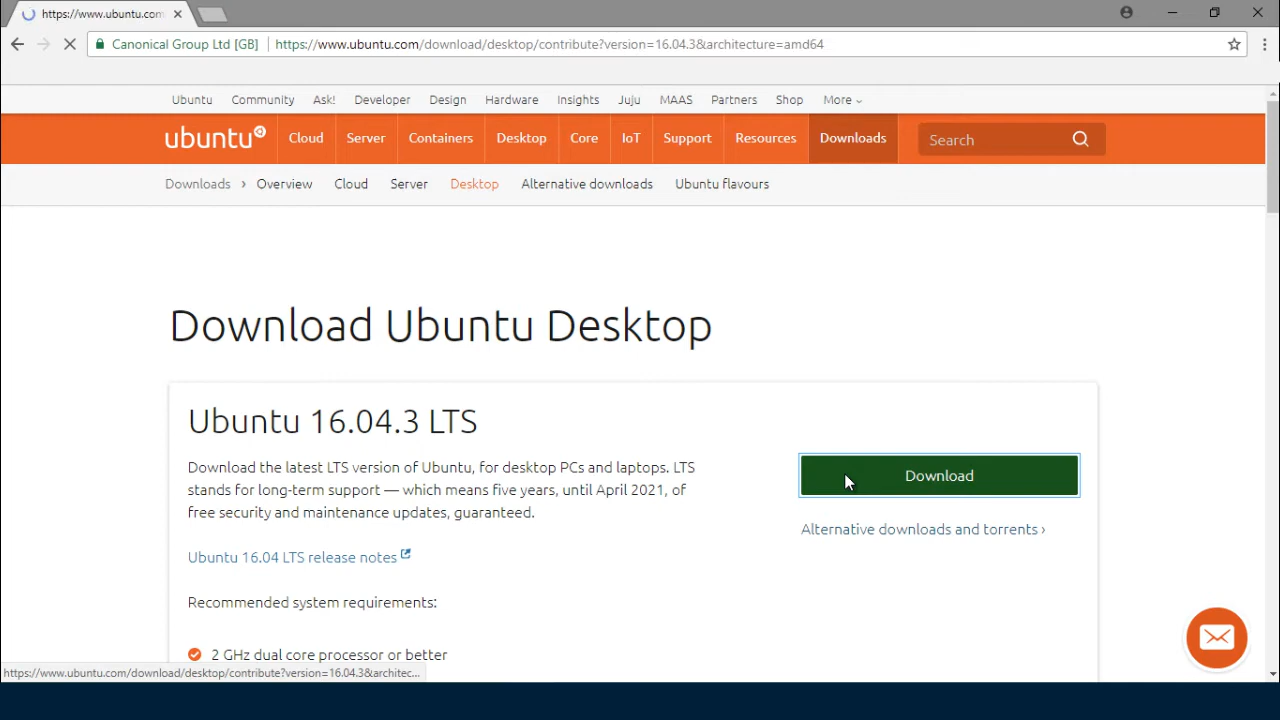 https://www.ubuntu.com
Canonical Group Ltd [GB] https://www.ubuntu.com/download/desktop/contribute?version=16.04.3&architecture=amd64
Ubuntu Community Ask! Developer Design Hardware Insights Juju MAAS Partners Shop More
ubuntu Cloud Server Containers Desktop Core IoT Support Resources Downloads Search
Downloads › Overview Cloud Server Desktop Alternative downloads Ubuntu flavours
Download Ubuntu Desktop
Ubuntu 16.04.3 LTS
Download the latest LTS version of Ubuntu, for desktop PCs and laptops. LTS
stands for long-term support — which means five years, until April 2021, of
free security and maintenance updates, guaranteed.
Download
Alternative downloads and torrents ›
Ubuntu 16.04 LTS release notes
Recommended system requirements:
2 GHz dual core processor or better
https://www.ubuntu.com/download/desktop/contribute?version=16.04.3&architec...